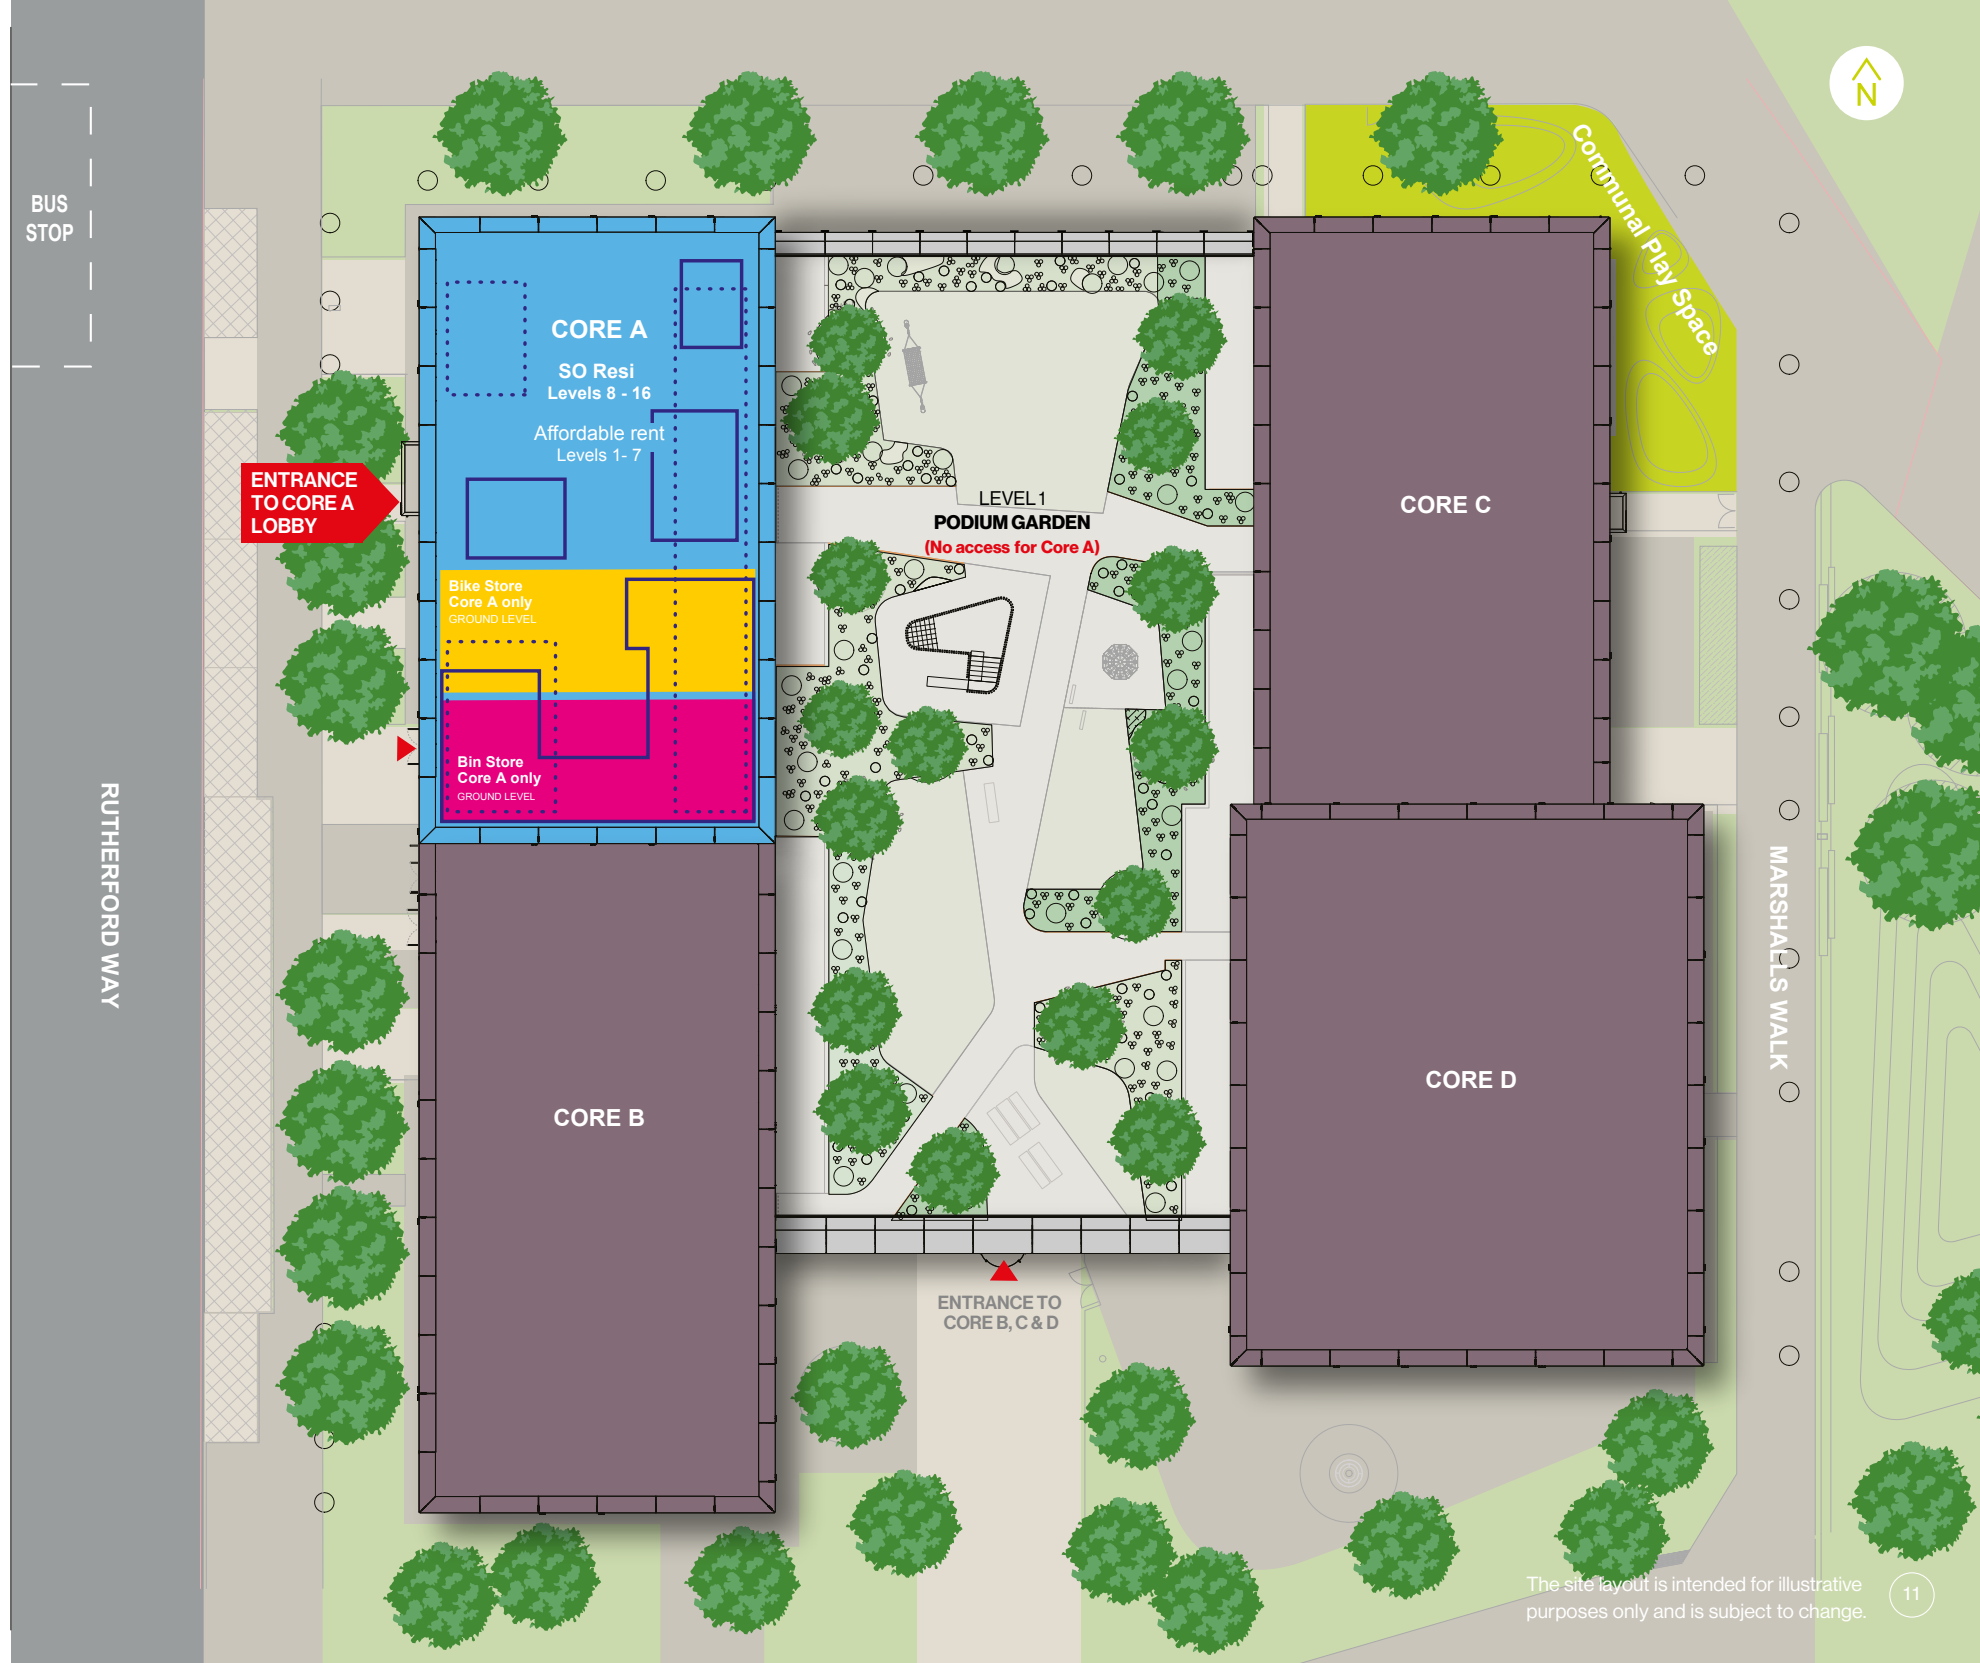 N
BUS
STOP
Communal Play Space
CORE A
SO Resi
Levels 8 - 16
Affordable rent
Levels 1- 7
ENTRANCE
TO CORE A
LOBBY
LEVEL 1
PODIUM GARDEN
(No access for Core A)
CORE C
Bike Store
Core A only
GROUND LEVEL
Bin Store
Core A only
GROUND LEVEL
RUTHERFORD WAY
MARSHALLS WALK
CORE B
CORE D
ENTRANCE TO
CORE B, C & D
The site layout is intended for illustrative
purposes only and is subject to change.
11